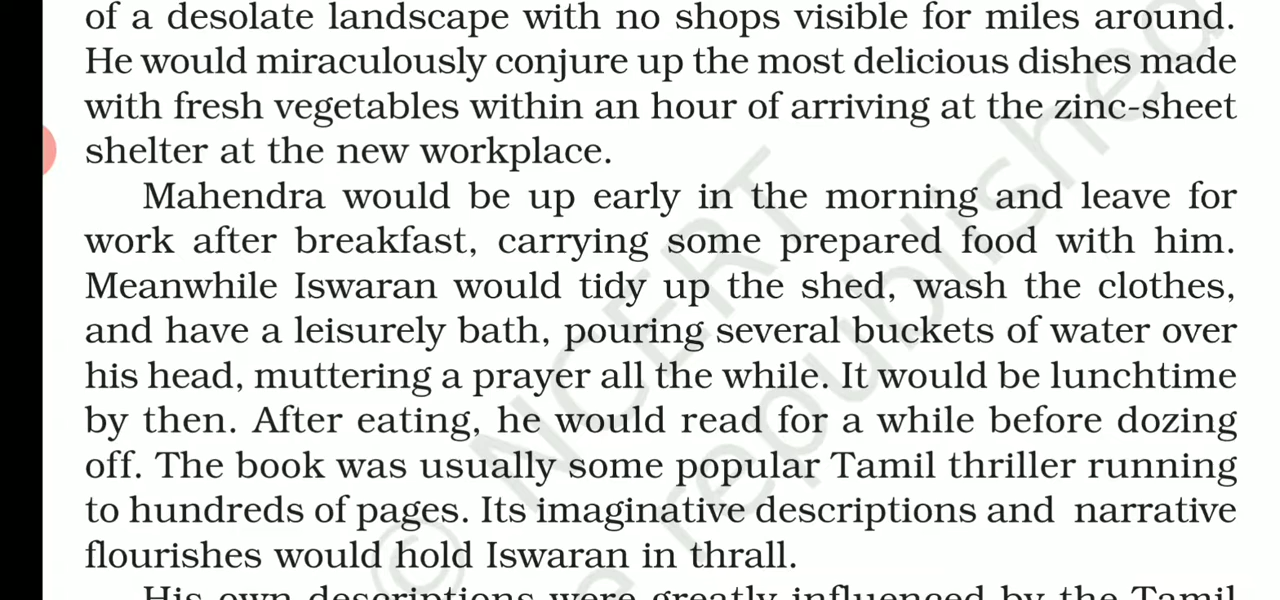 of a desolate landscape with no shops visible for miles around.
He would miraculously conjure up the most delicious dishes made
with fresh vegetables within an hour of arriving at the zinc-sheet
shelter at the new workplace.
Mahendra would be up early in the morning and leave for
work after breakfast, carrying some prepared food with him.
Meanwhile Iswaran would tidy up the shed, wash the clothes,
and have a leisurely bath, pouring several buckets of water over
his head, muttering a prayer all the while. It would be lunchtime
by then. After eating, he would read for a while before dozing
off. The book was usually some popular Tamil thriller running
to hundreds of pages. Its imaginative descriptions and narrative
flourishes would hold Iswaran in thrall.
His own descriptions were greatly influenced by the Tamil
© NCERT
republished